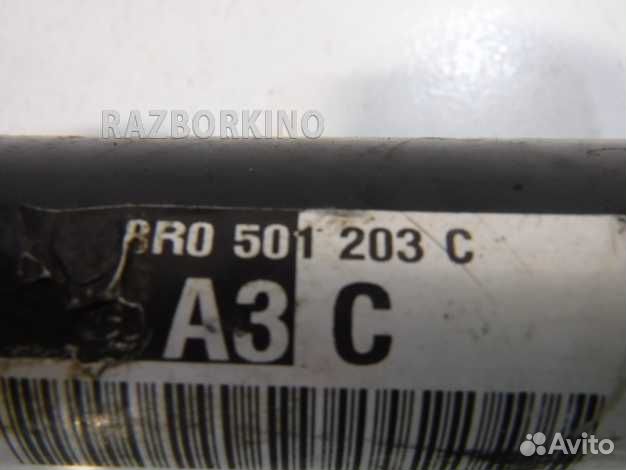 RAZBORKINO
8R0 501 203 C
A3 C
Avito